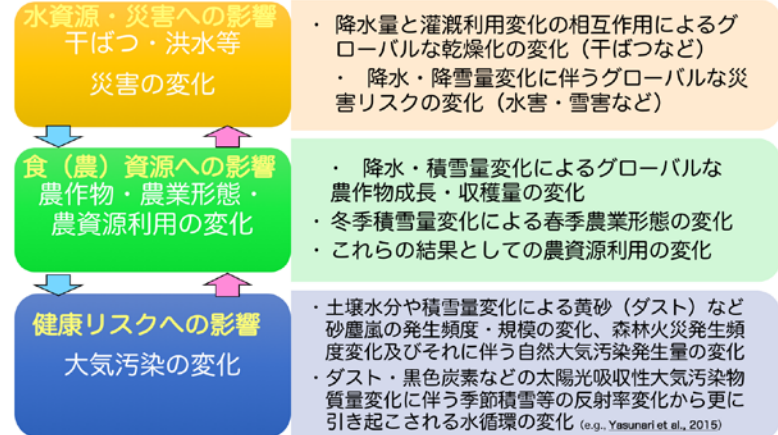 水資源・災害への影響
干ばつ・洪水等
災害の変化
・ 降水量と灌漑利用変化の相互作用によるグ
ローバルな乾燥化の変化（干ばつなど）
・ 降水・降雪量変化に伴うグローバルな災
害リスクの変化（水害・雪害など）
食（農）資源への影響
農作物・農業形態・
農資源利用の変化
・ 降水・積雪量変化によるグローバルな
農作物成長・収穫量の変化
・冬季積雪量変化による春季農業形態の変化
・これらの結果としての農資源利用の変化
健康リスクへの影響
大気汚染の変化
・土壌水分や積雪量変化による黄砂（ダスト）など
砂塵嵐の発生頻度・規模の変化、森林火災発生頻
度変化及びそれに伴う自然大気汚染発生量の変化
・ダスト・黒色炭素などの太陽光吸収性大気汚染物
質量変化に伴う季節積雪等の反射率変化から更に
引き起こされる水循環の変化 (e.g., Yasunari et al., 2015)